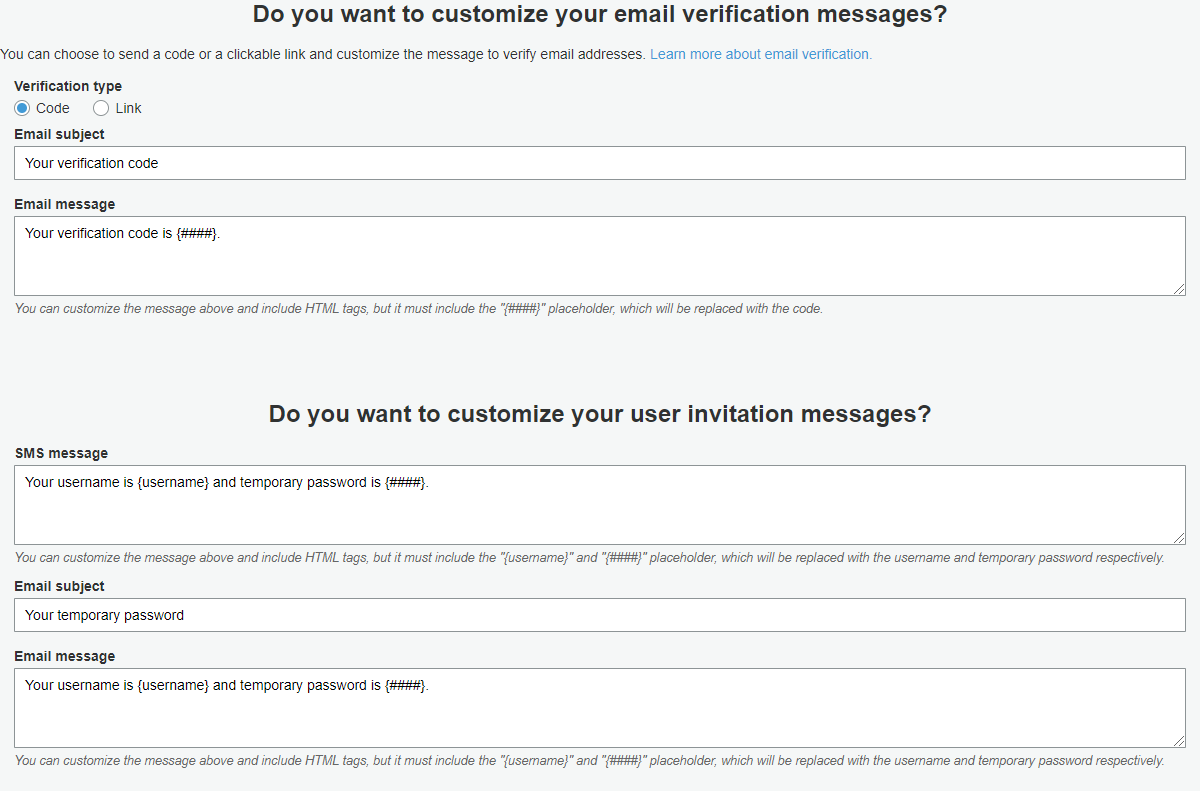 Do you want to customize your email verification messages?
You can choose to send a code or a clickable link and customize the message to verify email addresses. Learn more about email verification.
Verification type
Code Link
Email subject
Your verification code
Email message
Your verification code is {####}.
You can customize the message above and include HTML tags, but it must include the "{####}" placeholder, which will be replaced with the code.
Do you want to customize your user invitation messages?
SMS message
Your username is {username} and temporary password is {####}.
You can customize the message above and include HTML tags, but it must include the "{username}" and "{####}" placeholder, which will be replaced with the username and temporary password respectively.
Email subject
Your temporary password
Email message
Your username is {username} and temporary password is {####}.
You can customize the message above and include HTML tags, but it must include the "{username}" and "{####}" placeholder, which will be replaced with the username and temporary password respectively.